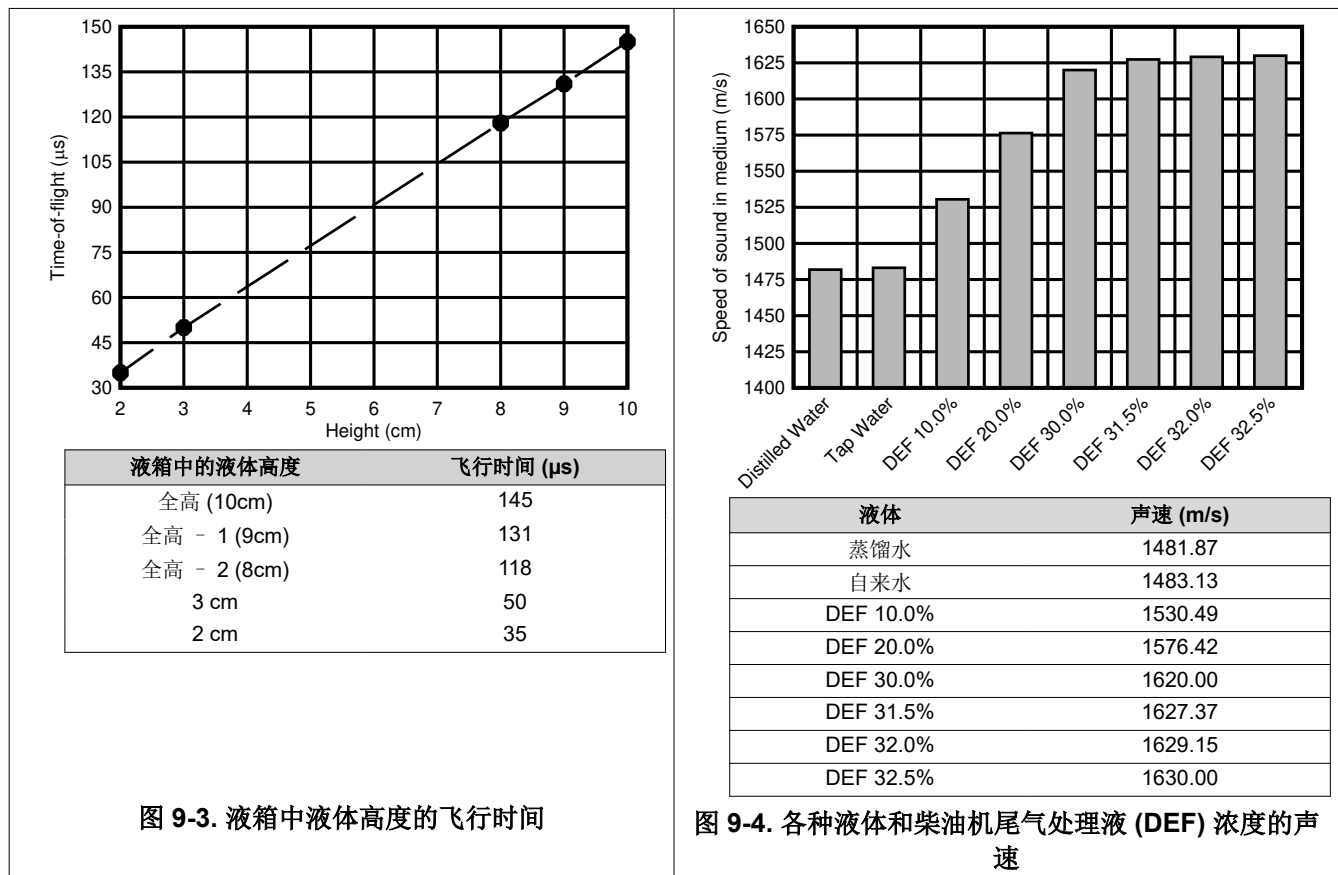 150
135
120
105
90
75
60
45
30
Time-of-flight (µs)
2 3 4 5 6 7 8 9 10
Height (cm)
液箱中的液体高度 飞行时间 (µs)
全高 (10cm) 145
全高 – 1 (9cm) 131
全高 – 2 (8cm) 118
3 cm 50
2 cm 35
图 9-3. 液箱中液体高度的飞行时间
1650
1625
1600
1575
1550
1525
1500
1475
1450
1425
1400
Speed of sound in medium (m/s)
Distilled Water
Tap Water
DEF 10.0%
DEF 20.0%
DEF 30.0%
DEF 31.5%
DEF 32.0%
DEF 32.5%
液体 声速 (m/s)
蒸馏水 1481.87
自来水 1483.13
DEF 10.0% 1530.49
DEF 20.0% 1576.42
DEF 30.0% 1620.00
DEF 31.5% 1627.37
DEF 32.0% 1629.15
DEF 32.5% 1630.00
图 9-4. 各种液体和柴油机尾气处理液 (DEF) 浓度的声
速